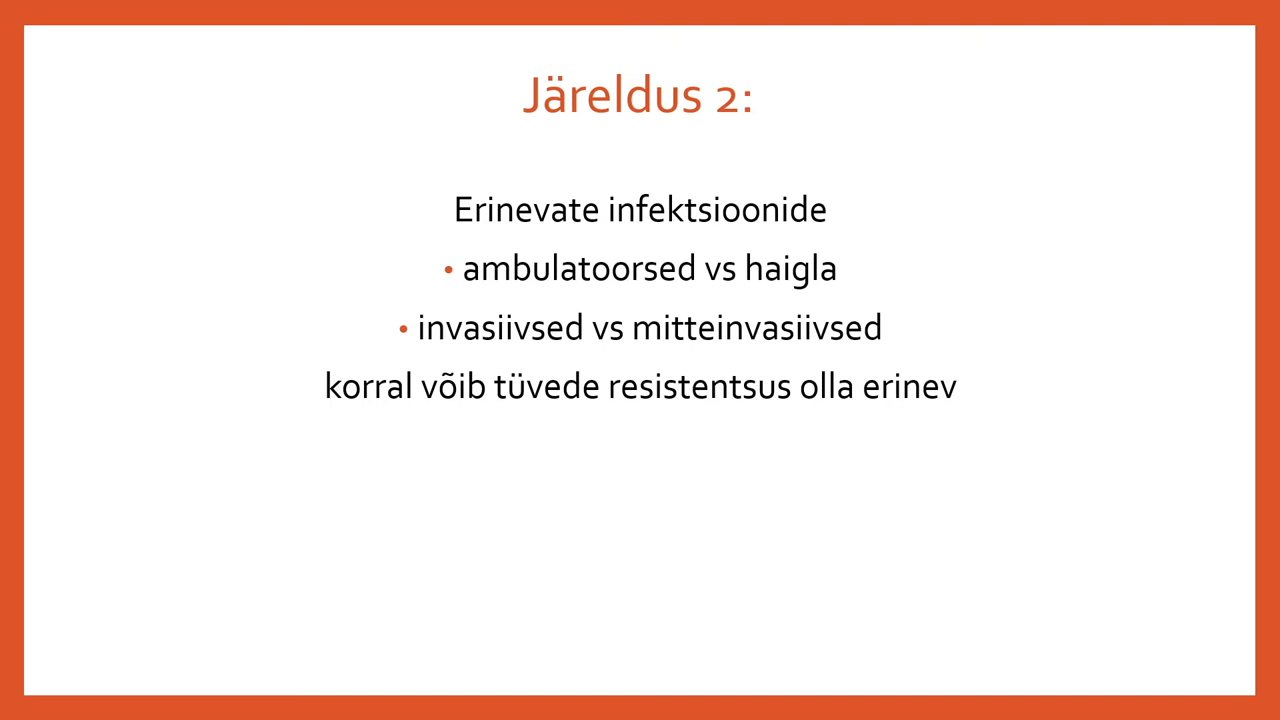 Järeldus 2:
Erinevate infektsioonide
• ambulatoorsed vs haigla
• invasiivsed vs mitteinvasiivsed
korral võib tüvede resistentsus olla erinev